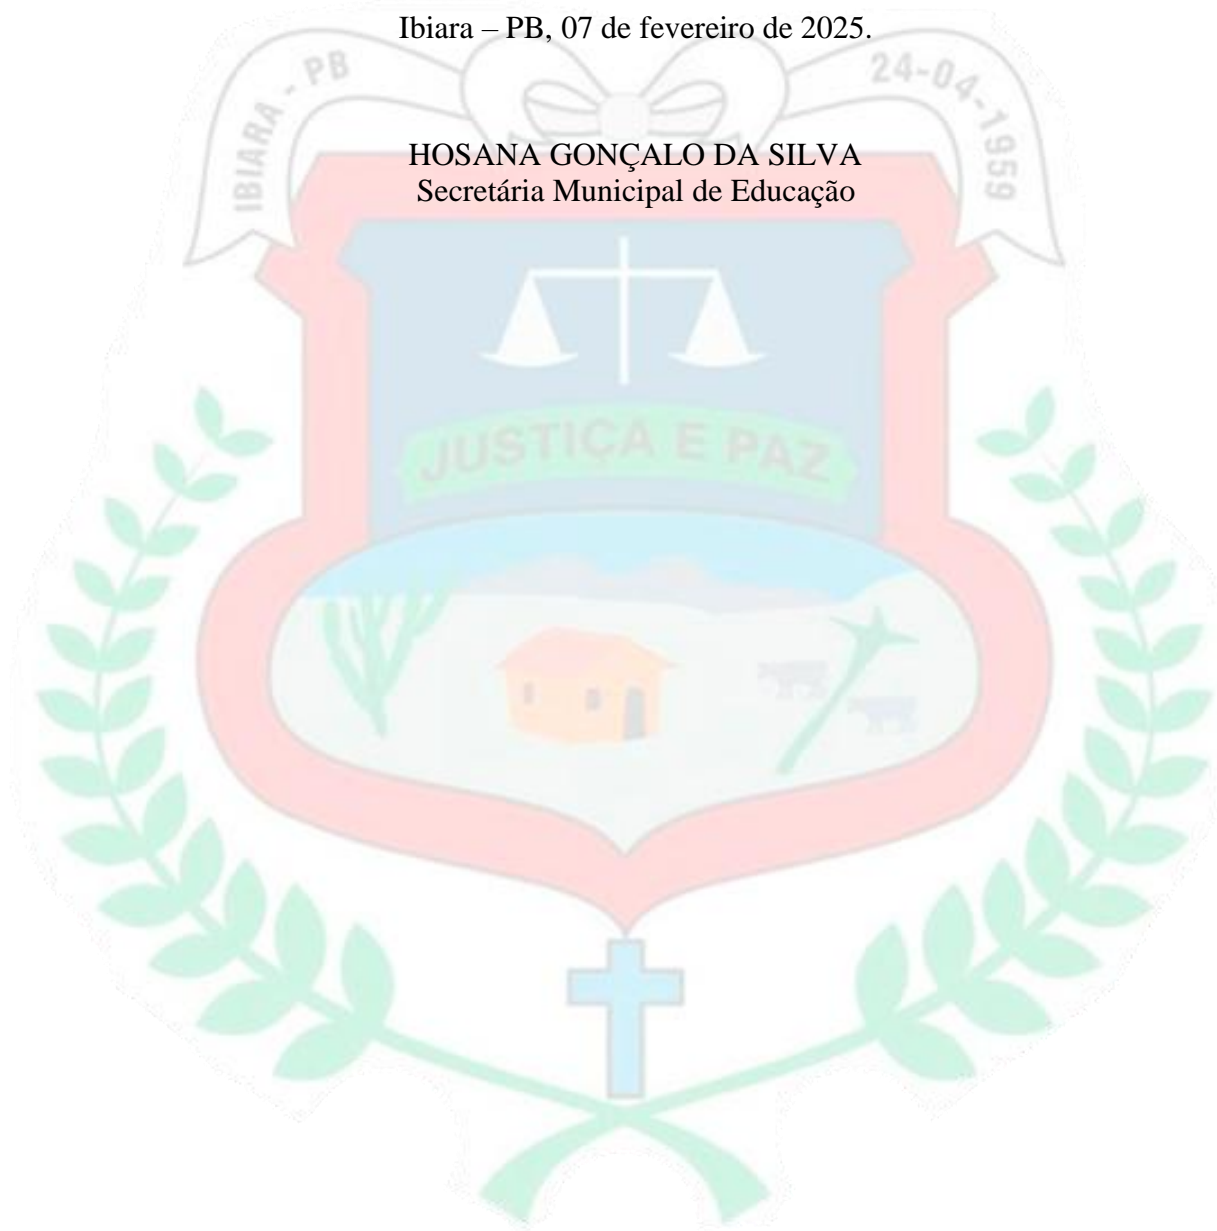 Ibiara – PB, 07 de fevereiro de 2025.
IBIARA - PB
24-04-1959
HOSANA GONÇALO DA SILVA
Secretária Municipal de Educação
JUSTIÇA E PAZ